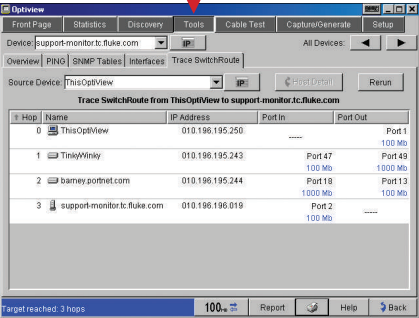 Optiview
Front Page Statistics Discovery Tools Cable Test Capture/Generate Setup
Device: support-monitor.tc.fluke.com IP All Devices:
Overview PING SNMP Tables Interfaces Trace SwitchRoute
Source Device: ThisOptiView IP Host Detail Rerun
Trace SwitchRoute from ThisOptiView to support-monitor.tc.fluke.com
Hop Name IP Address Port In Port Out
0 ThisOptiView 010.196.195.250 ----- Port 1
100 Mb
1 TinkyWinky 010.196.195.243 Port 47 Port 49
100 Mb 1000 Mb
2 barney.portnet.com 010.196.195.244 Port 18 Port 13
1000 Mb 100 Mb
3 support-monitor.tc.fluke.com 010.196.196.019 Port 2 -----
100 Mb
Target reached: 3 hops 100 Report Help Back